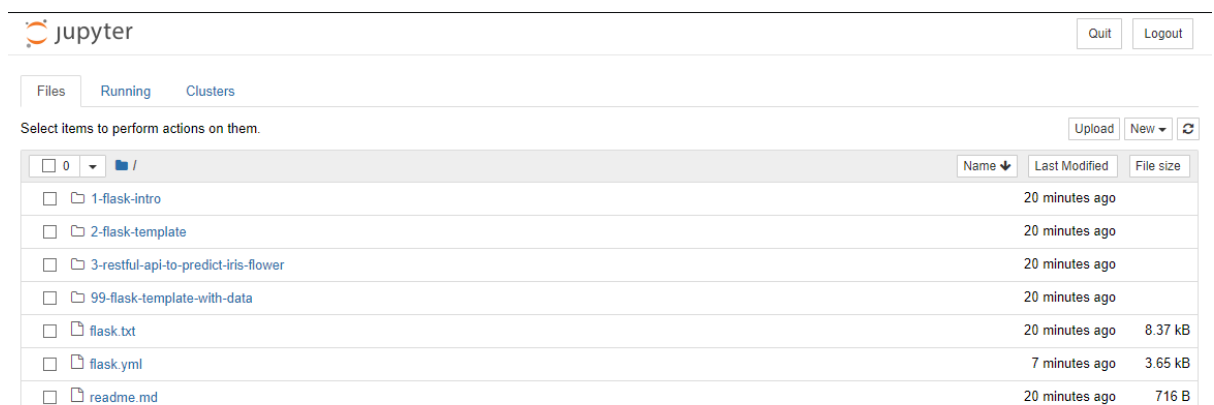 jupyter Quit Logout
Files Running Clusters
Select items to perform actions on them. Upload New
0 / Name Last Modified File size
1-flask-intro 20 minutes ago
2-flask-template 20 minutes ago
3-restful-api-to-predict-iris-flower 20 minutes ago
99-flask-template-with-data 20 minutes ago
flask.txt 20 minutes ago 8.37 kB
flask.yml 7 minutes ago 3.65 kB
readme.md 20 minutes ago 716 B